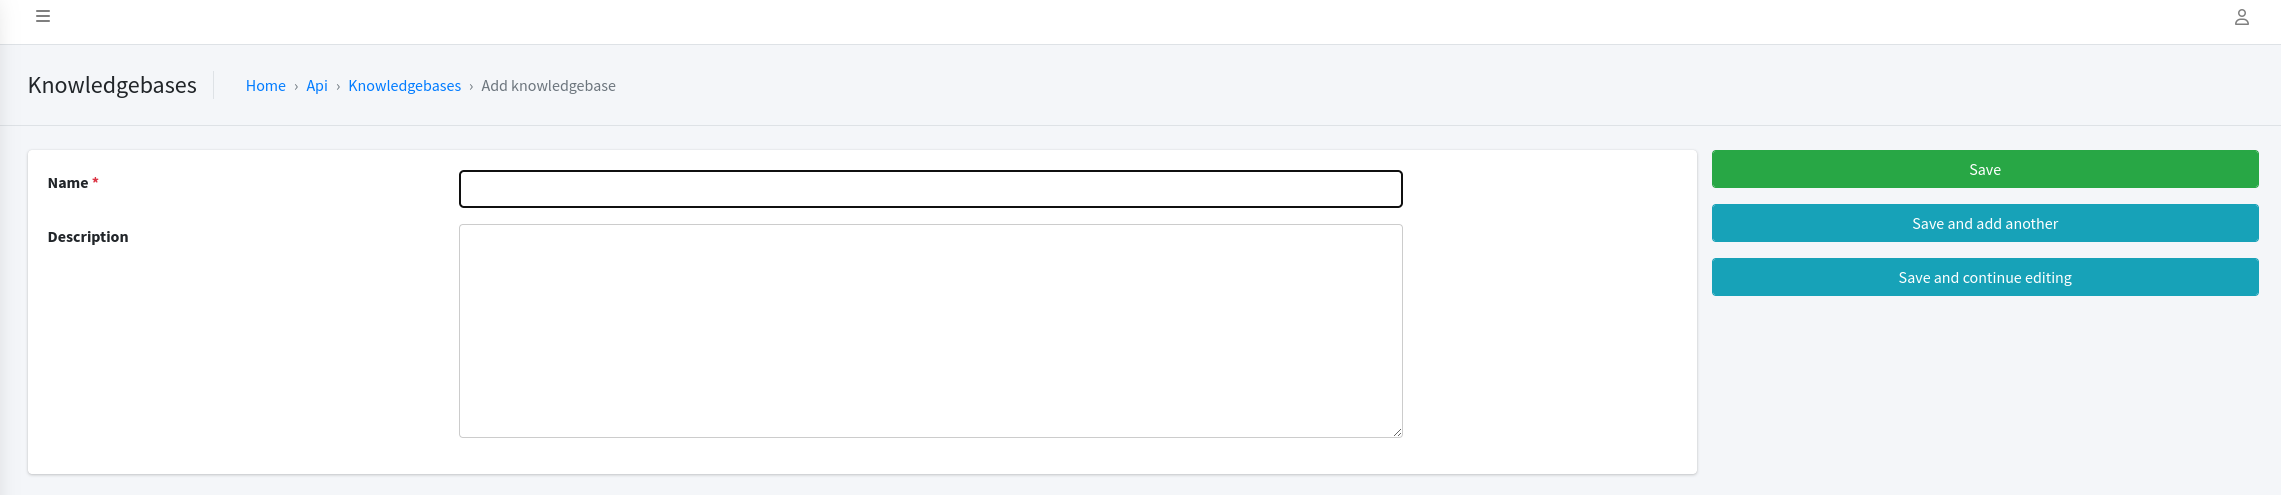 Knowledgebases
Home › Api › Knowledgebases › Add knowledgebase
Name *
Save
Save and add another
Description
Save and continue editing